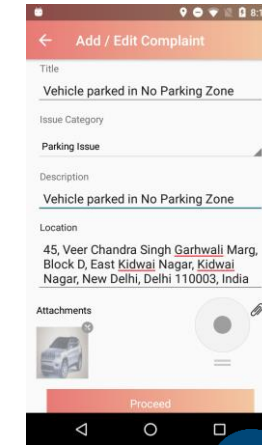 8:1
Add / Edit Complaint
Title
Vehicle parked in No Parking Zone
Issue Category
Parking Issue
Description
Vehicle parked in No Parking Zone
Location
45, Veer Chandra Singh Garhwali Marg,
Block D, East Kidwai Nagar, Kidwai
Nagar, New Delhi, Delhi 110003, India
Attachments
Proceed